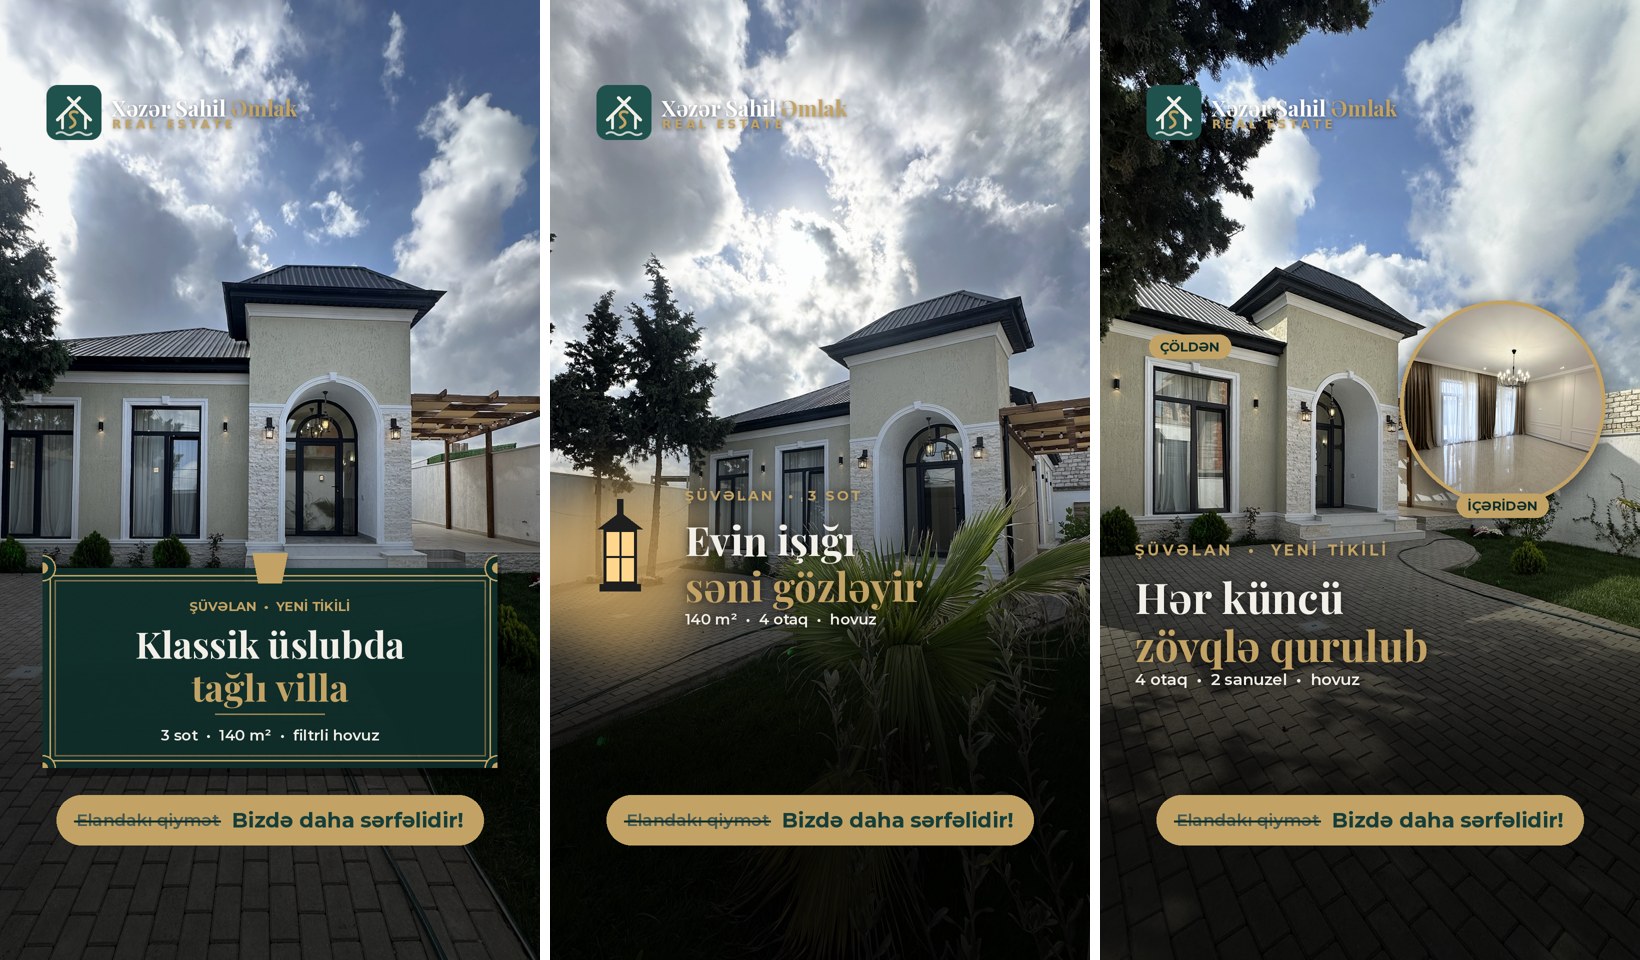 Xəzər Sahil Əmlak
REAL ESTATE
ŞÜVƏLAN • YENİ TİKİLİ
Klassik üslubda
tağlı villa
3 sot • 140 m² • filtrli hovuz
Elandakı qiymət Bizdə daha sərfəlidir!
Xəzər Sahil Əmlak
REAL ESTATE
ŞÜVƏLAN • 3 SOT
Evin işığı
səni gözləyir
140 m² • 4 otaq • hovuz
Elandakı qiymət Bizdə daha sərfəlidir!
Xəzər Sahil Əmlak
REAL ESTATE
ÇÖLDƏN
İÇƏRİDƏN
ŞÜVƏLAN • YENİ TİKİLİ
Hər küncü
zövqlə qurulub
4 otaq • 2 sanuzel • hovuz
Elandakı qiymət Bizdə daha sərfəlidir!